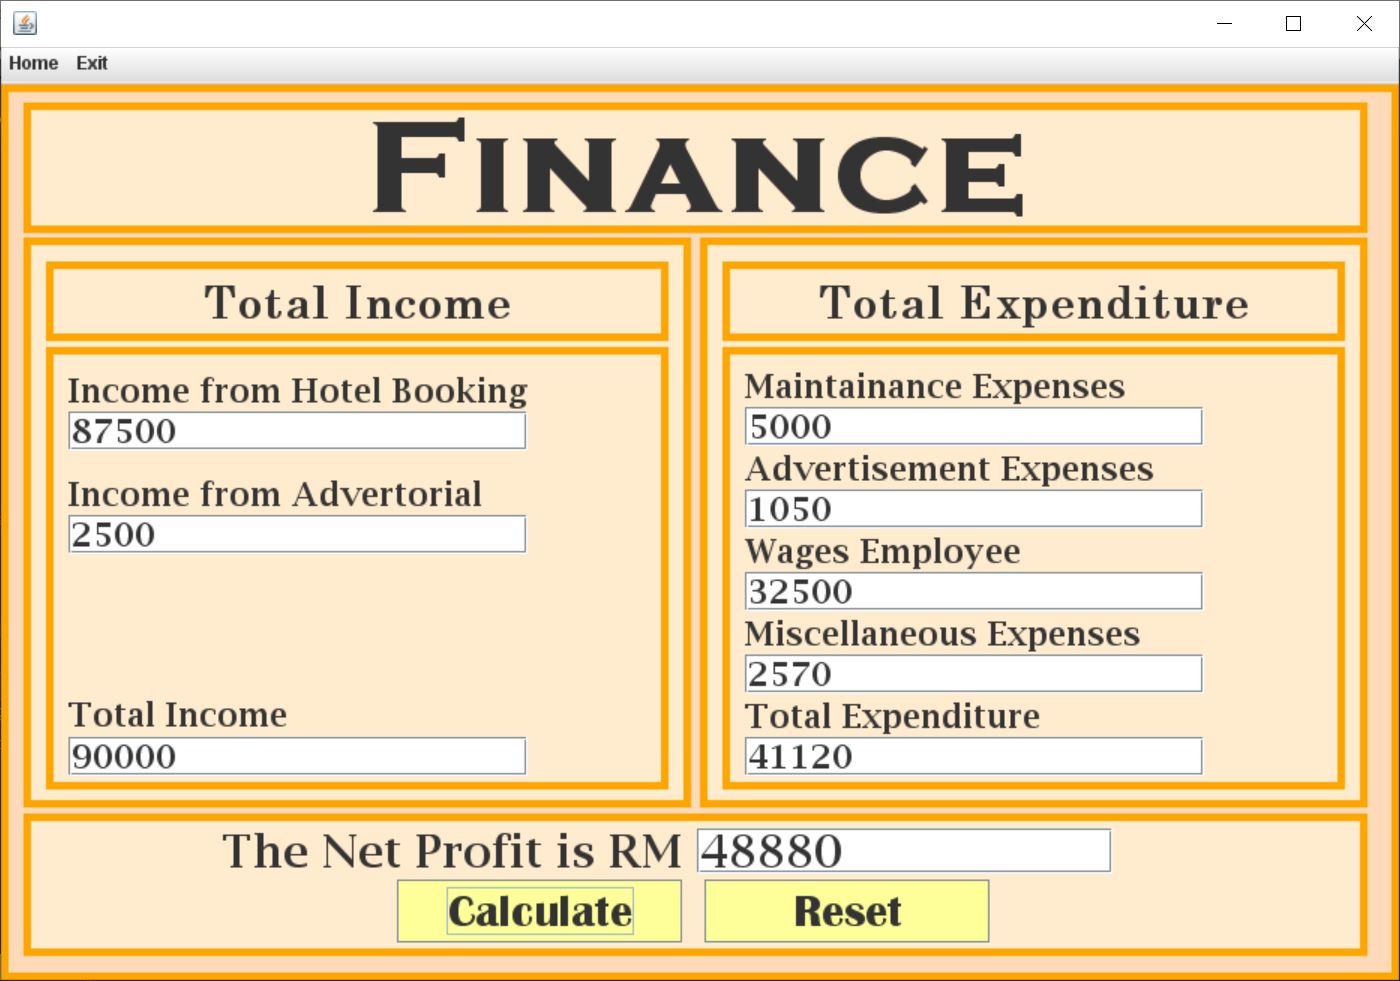 Home Exit
FINANCE
Total Income
Income from Hotel Booking
87500
Income from Advertorial
2500
Total Income
90000
Total Expenditure
Maintainance Expenses
5000
Advertisement Expenses
1050
Wages Employee
32500
Miscellaneous Expenses
2570
Total Expenditure
41120
The Net Profit is RM 48880
Calculate Reset